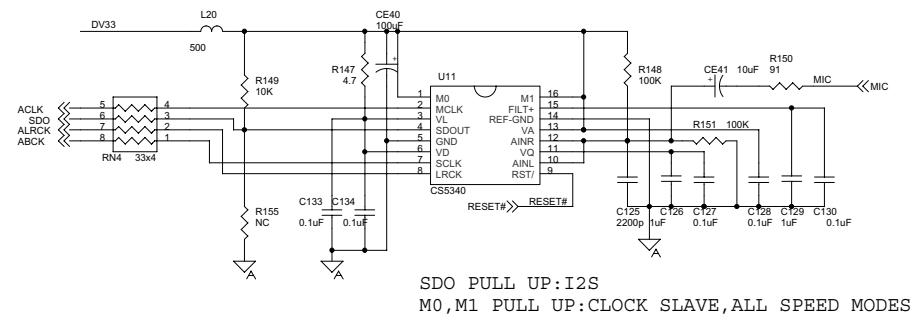 L20
DV33
500
CE40
100uF
R149
10K
R147
4.7
U11
R148
100K
CE41 10uF
R150
91
MIC
MIC
ACLK
SDO
ALRCK
ABCK
5 4
6 3
7 2
8 1
RN4 33x4
1 M0 M1 16
2 MCLK FILT+ 15
3 VL REF-GND 14
4 SDOUT VA 13
5 GND AINR 12
6 VD VQ 11
7 SCLK AINL 10
8 LRCK RST/ 9
CS5340
R151 100K
RESET# RESET#
R155
NC
C133
0.1uF
C134
0.1uF
C125
2200p
C126
1uF
C127
0.1uF
C128
0.1uF
C129
1uF
C130
0.1uF
A
A
A
SDO PULL UP:I2S
M0,M1 PULL UP:CLOCK SLAVE,ALL SPEED MODES